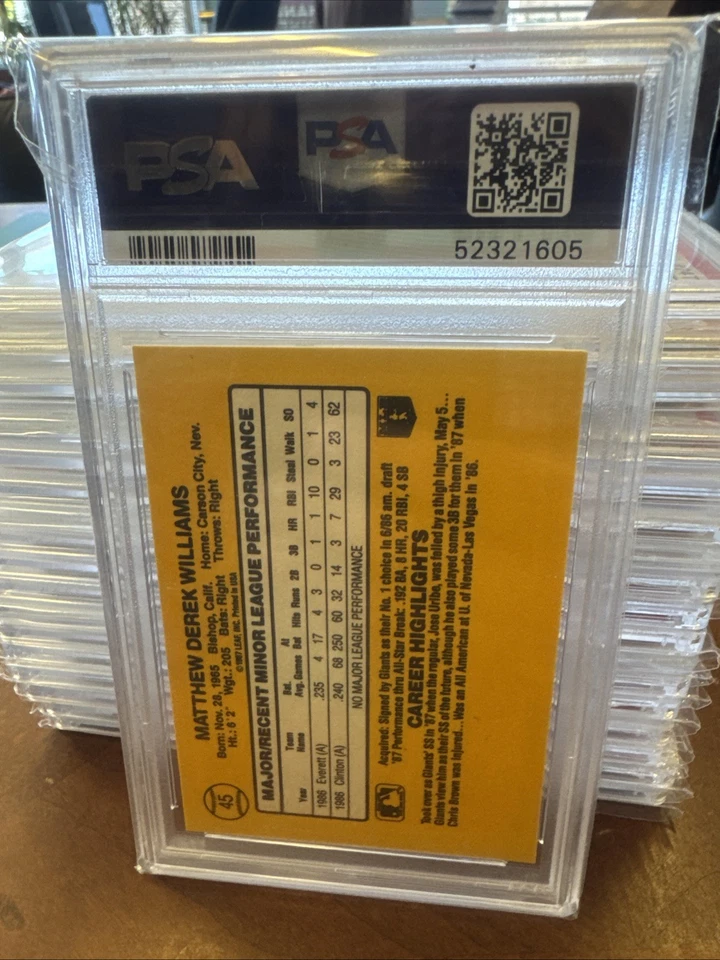 PSA
PSA
52321605
45
MATTHEW DEREK WILLIAMS
Born: Nov. 28, 1965 Bishop, Calif. Home: Carson City, Nev.
Ht.: 6'2" Wgt.: 205 Bats: Right Throws: Right
©1987 LEAF, INC. Printed in USA
MAJOR/RECENT MINOR LEAGUE PERFORMANCE
Year Team Name Bat. Avg. Games At Bat Hits Runs 2B 3B HR RBI Steal Walk SO
1986 Everett (A) .235 4 17 4 3 0 1 1 10 0 1 4
1986 Clinton (A) .240 68 250 60 32 14 3 7 29 3 23 62
NO MAJOR LEAGUE PERFORMANCE
Acquired: Signed by Giants as their No. 1 choice in 6/86 am. draft
'87 Performance thru All-Star Break: .192 BA, 8 HR, 20 RBI, 4 SB
CAREER HIGHLIGHTS
Took over as Giants' SS in '87 when the regular, Jose Uribe, was felled by a thigh injury, May 5...
Giants view him as their SS of the future, although he also played some 3B for them in '87 when
Chris Brown was injured...Was an All American at U. of Nevada-Las Vegas in '86.